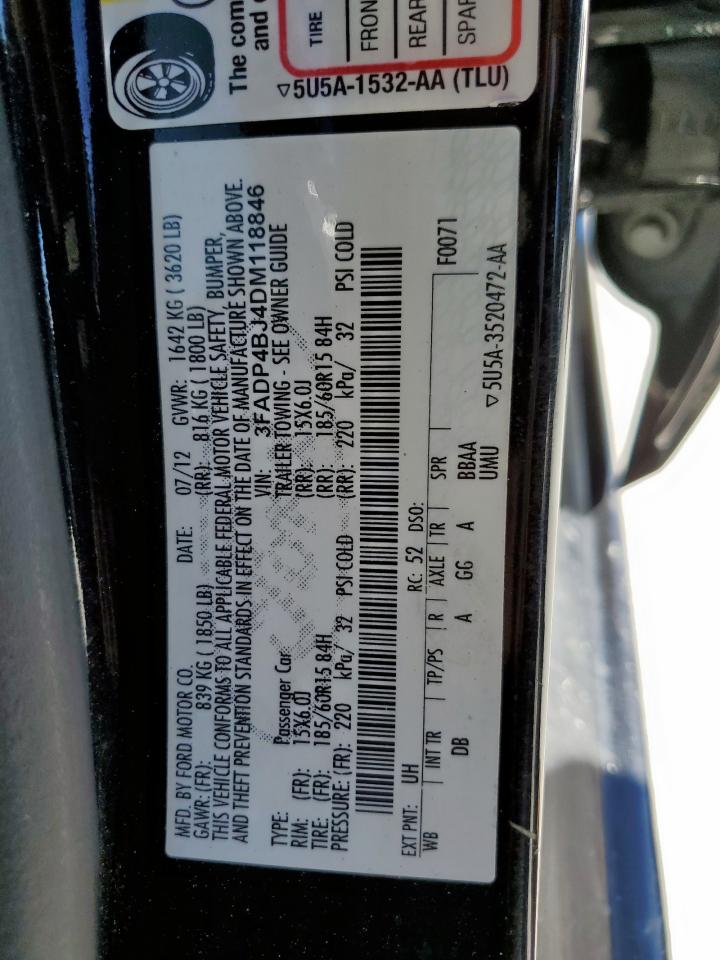 The com
and c
TIRE
FRON
REAR
SPAR
▽5U5A-1532-AA (TLU)
MFD. BY FORD MOTOR CO. DATE: 07/12 GVWR: 1642 KG ( 3620 LB)
GAWR: (FR): 839 KG ( 1850 LB) (RR): 816 KG ( 1800 LB)
THIS VEHICLE CONFORMS TO ALL APPLICABLE FEDERAL MOTOR VEHICLE SAFETY, BUMPER,
AND THEFT PREVENTION STANDARDS IN EFFECT ON THE DATE OF MANUFACTURE SHOWN ABOVE.
VIN: 3FADP4BJ4DM118846
TYPE: Passenger Car TRAILER TOWING - SEE OWNER GUIDE
RIM: (FR): 15X6.0J (RR): 15X6.0J
TIRE: (FR): 185/60R15 84H (RR): 185/60R15 84H
PRESSURE: (FR): 220 kPa/ 32 PSI COLD (RR): 220 kPa/ 32 PSI COLD
EXT PNT: UH RC: 52 DSO:
WB INT TR TP/PS R AXLE TR SPR F0071
DB A GG A BBAA
UMU
▽5U5A-3520472-AA